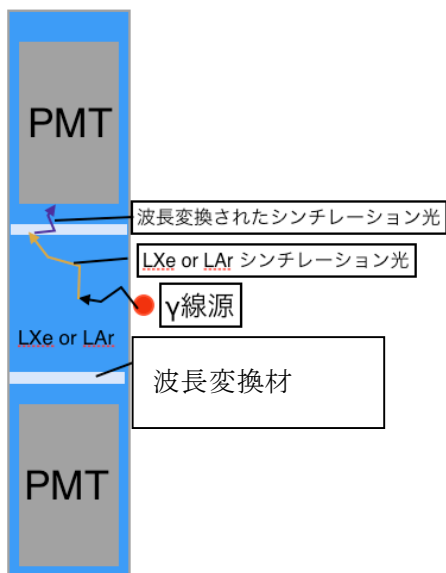 PMT
波長変換されたシンチレーション光
LXe or LAr シンチレーション光
γ線源
LXe or LAr
波長変換材
PMT